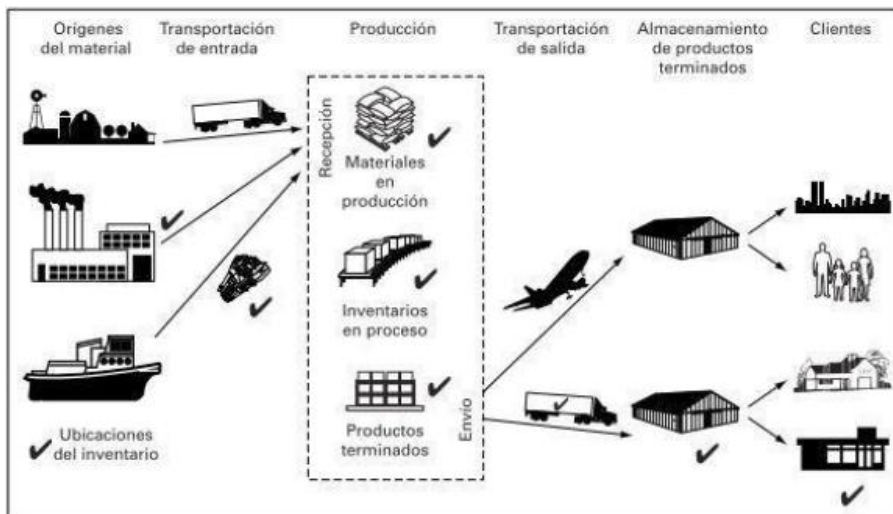 Orígenes
del material
Transportación
de entrada
Producción
Transportación
de salida
Almacenamiento
de productos
terminados
Clientes
Recepción
Materiales
en
producción
Inventarios
en proceso
Productos
terminados
Envío
Ubicaciones
del inventario